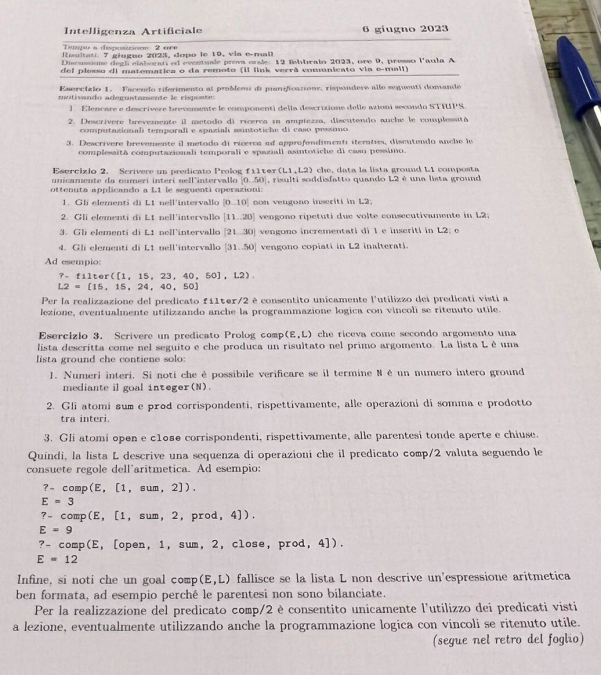 Intelligenza Artificiale 6 giugno 2023
Tempo a disposizione: 2 ore
Risultati: 7 giugno 2023, dopo le 10, via e-mail
Discussione degli elaborati ed eventuale prova orale: 12 febbraio 2023, ore 9, presso l'aula A
del plesso di matematica o da remoto (il link verrà comunicato via e-mail)
Esercizio 1. Facendo riferimento ai problemi di pianificazione, rispondere alle seguenti domande
motivando adeguatamente le risposte:
1. Elencare e descrivere brevemente le componenti della descrizione delle azioni secondo STRIPS.
2. Descrivere brevemente il metodo di ricerca in ampiezza, discutendo anche le complessità
computazionali temporali e spaziali asintotiche di caso pessimo.
3. Descrivere brevemente il metodo di ricerca ad approfondimenti iterativi, discutendo anche le
complessità computazionali temporali e spaziali asintotiche di caso pessimo.
Esercizio 2. Scrivere un predicato Prolog filter(L1,L2) che, data la lista ground L1 composta
unicamente da numeri interi nell'intervallo [0..50], risulti soddisfatto quando L2 è una lista ground
ottenuta applicando a L1 le seguenti operazioni:
1. Gli elementi di L1 nell'intervallo [0..10] non vengono inseriti in L2;
2. Gli elementi di L1 nell'intervallo [11..20] vengono ripetuti due volte consecutivamente in L2;
3. Gli elementi di L1 nell'intervallo [21..30] vengono incrementati di 1 e inseriti in L2; e
4. Gli elementi di L1 nell'intervallo [31..50] vengono copiati in L2 inalterati.
Ad esempio:
?- filter([1, 15, 23, 40, 50], L2).
L2 = [15, 15, 24, 40, 50]
Per la realizzazione del predicato filter/2 è consentito unicamente l'utilizzo dei predicati visti a
lezione, eventualmente utilizzando anche la programmazione logica con vincoli se ritenuto utile.
Esercizio 3. Scrivere un predicato Prolog comp(E,L) che riceva come secondo argomento una
lista descritta come nel seguito e che produca un risultato nel primo argomento. La lista L è una
lista ground che contiene solo:
1. Numeri interi. Si noti che è possibile verificare se il termine N è un numero intero ground
mediante il goal integer(N).
2. Gli atomi sum e prod corrispondenti, rispettivamente, alle operazioni di somma e prodotto
tra interi.
3. Gli atomi open e close corrispondenti, rispettivamente, alle parentesi tonde aperte e chiuse.
Quindi, la lista L descrive una sequenza di operazioni che il predicato comp/2 valuta seguendo le
consuete regole dell'aritmetica. Ad esempio:
?- comp(E, [1, sum, 2]).
E = 3
?- comp(E, [1, sum, 2, prod, 4]).
E = 9
?- comp(E, [open, 1, sum, 2, close, prod, 4]).
E = 12
Infine, si noti che un goal comp(E,L) fallisce se la lista L non descrive un'espressione aritmetica
ben formata, ad esempio perché le parentesi non sono bilanciate.
Per la realizzazione del predicato comp/2 è consentito unicamente l'utilizzo dei predicati visti
a lezione, eventualmente utilizzando anche la programmazione logica con vincoli se ritenuto utile.
(segue nel retro del foglio)